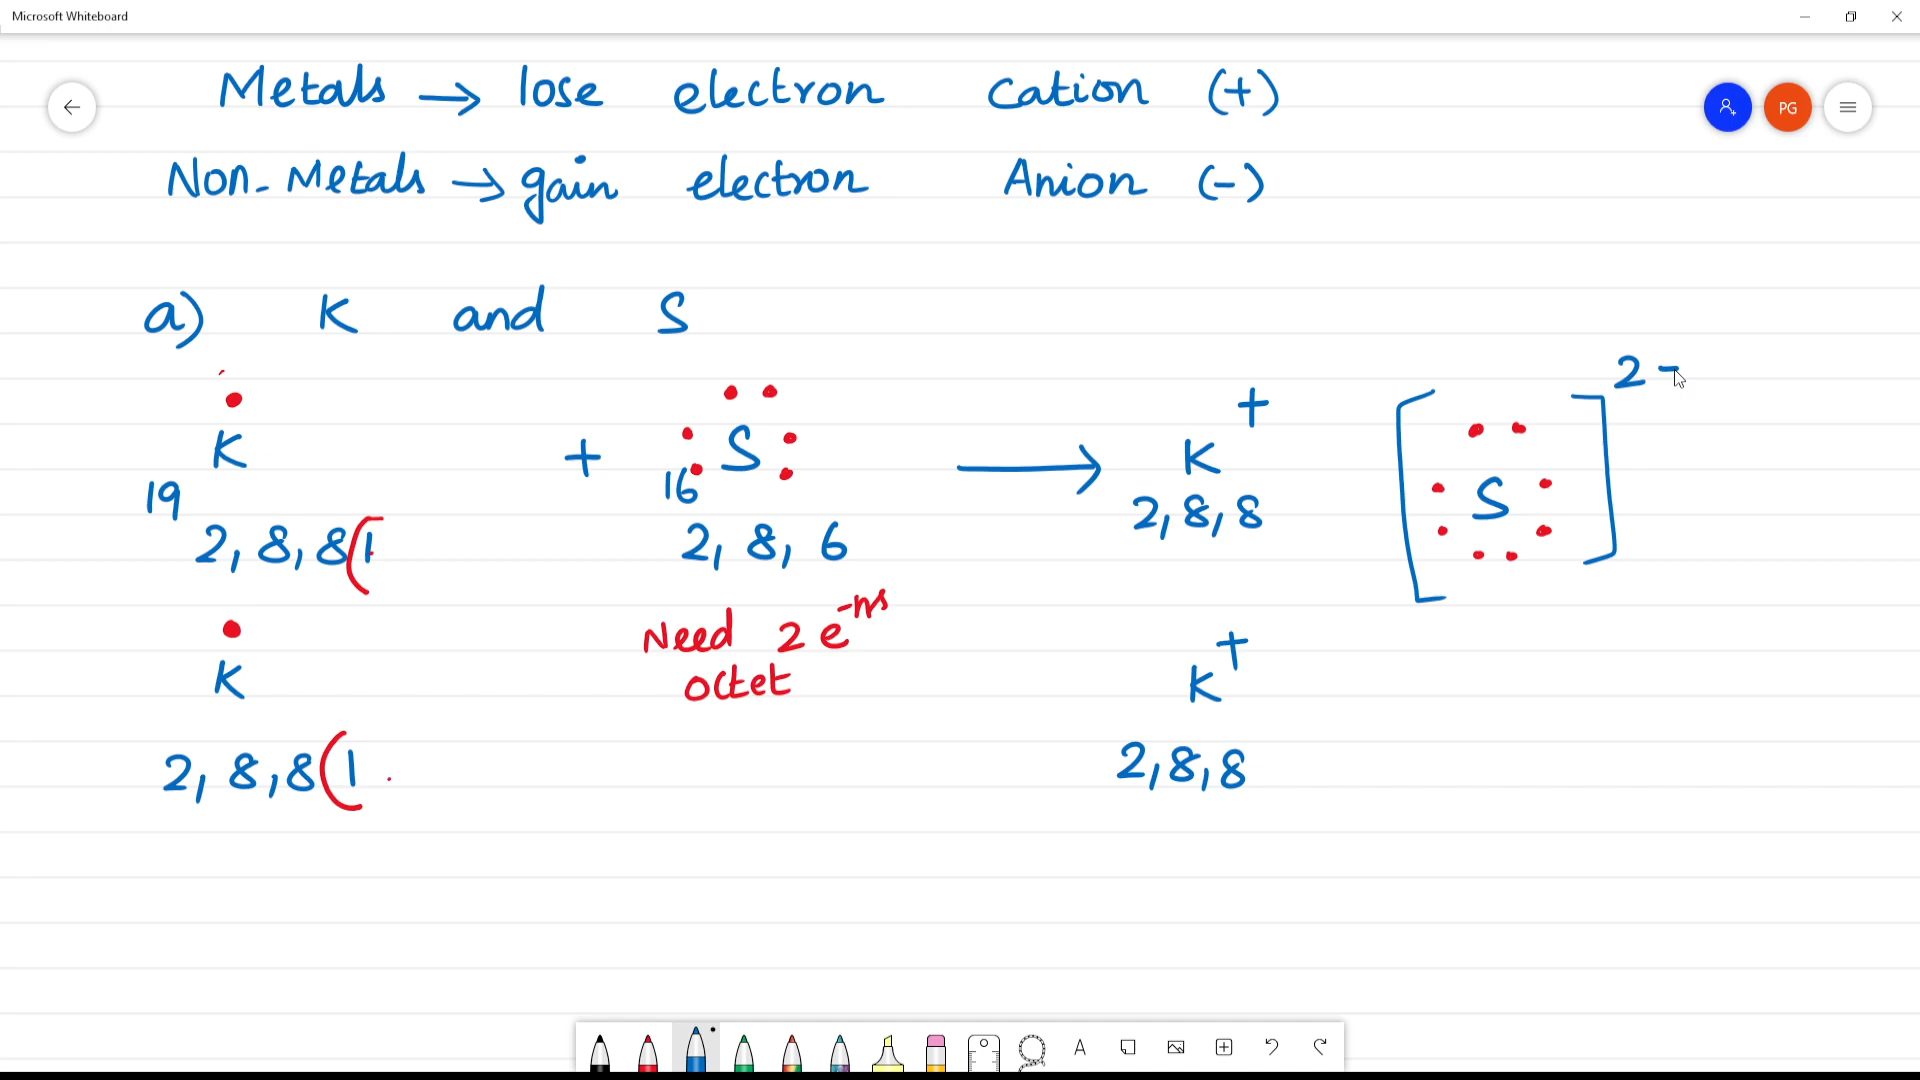 Microsoft Whiteboard
PG
Metals → lose electron Cation (+)
Non-Metals → gain electron Anion (-)
a) K and S
K + S → K⁺ [S]²⁻
19
16
2, 8, 8(1
2, 8, 6
2,8,8
Need 2 e⁻ⁿˢ
octet
K
K⁺
2, 8,8(1
2,8,8
A